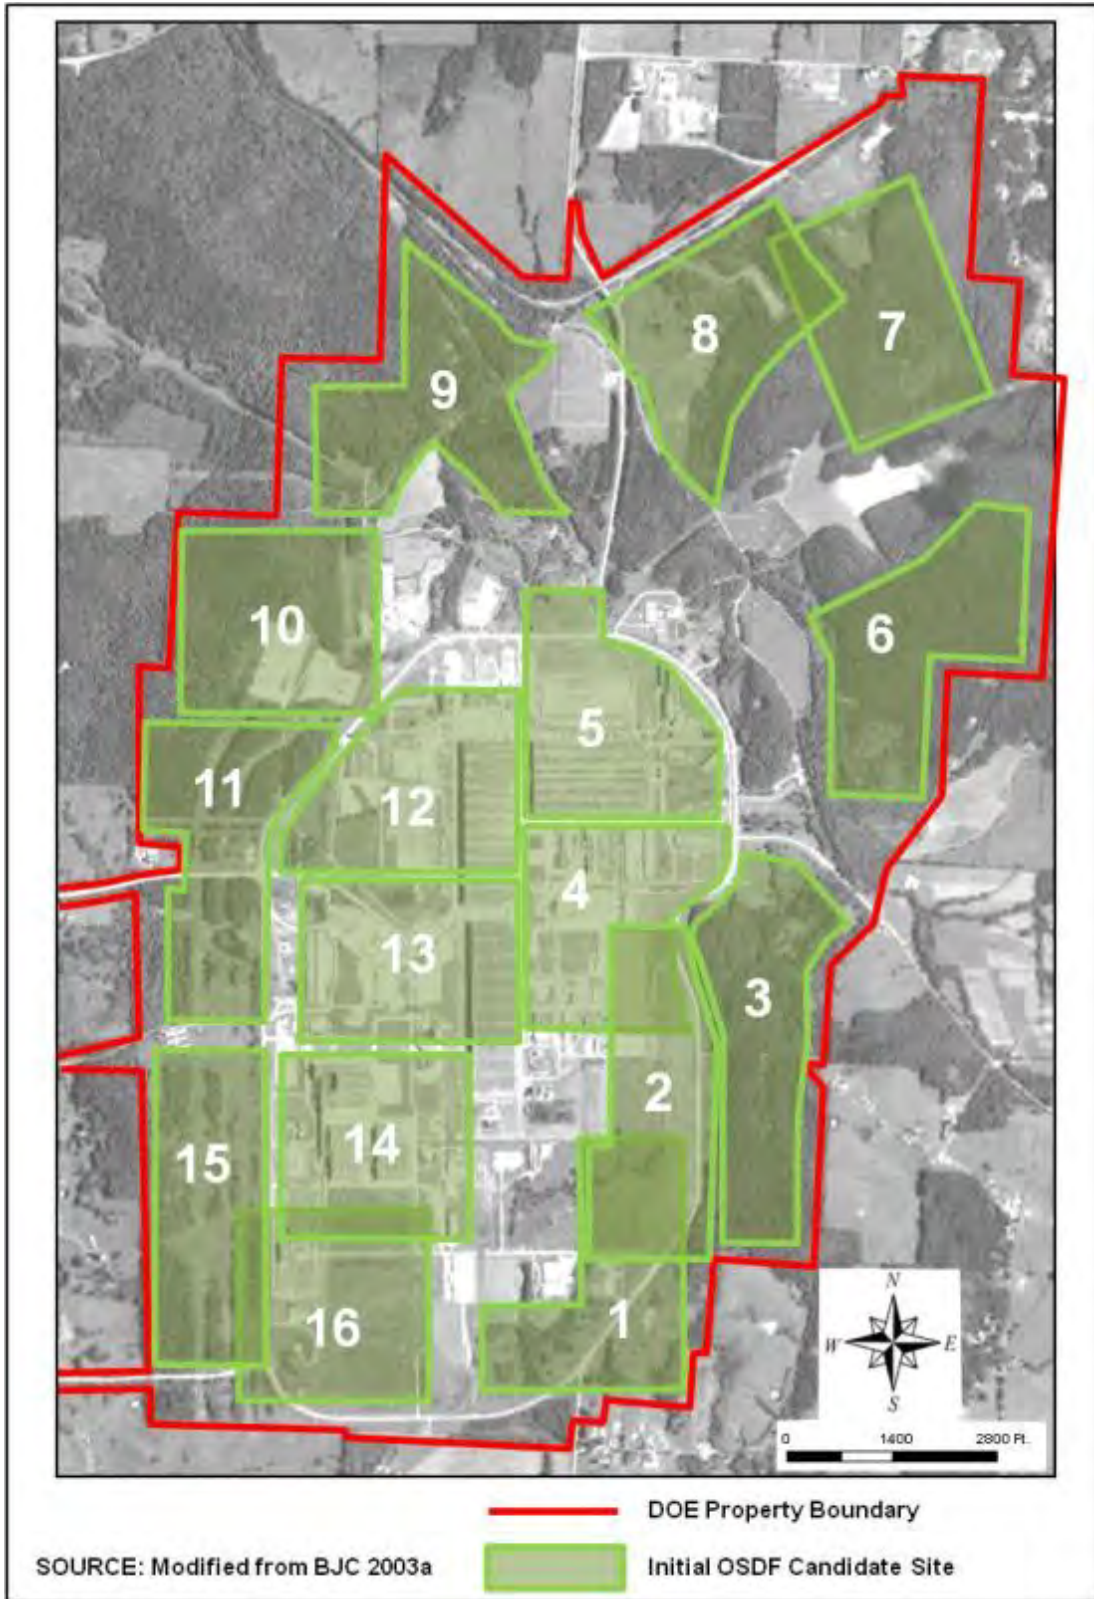 8
7
9
10
6
5
11
12
4
13
3
2
14
15
16
1
N
W E
S
0 1400 2800 Ft.
DOE Property Boundary
SOURCE: Modified from BJC 2003a
Initial OSDF Candidate Site